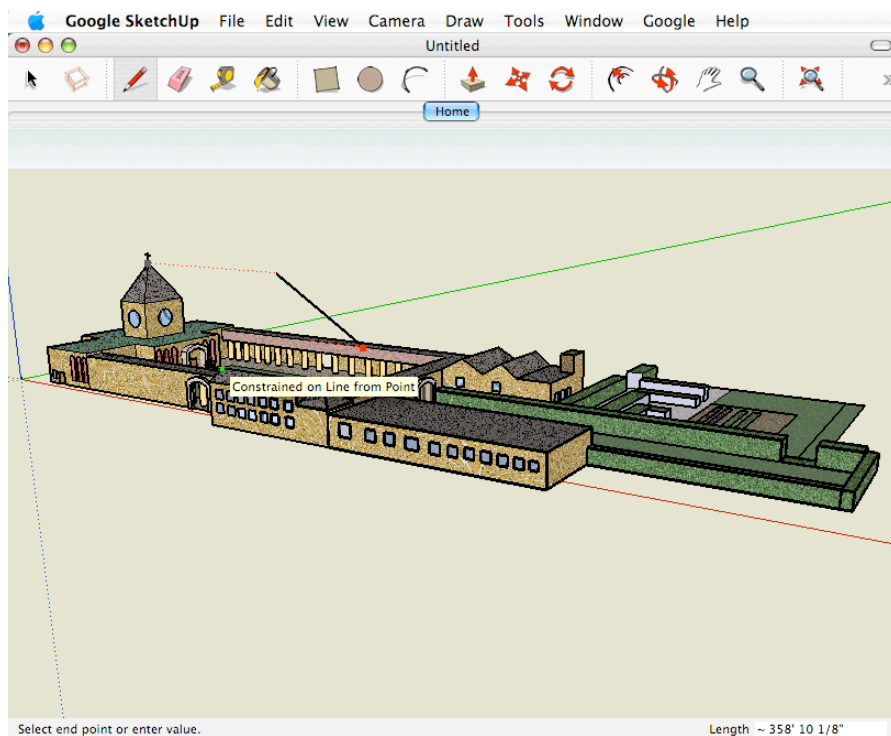 Google SketchUp File Edit View Camera Draw Tools Window Google Help
Untitled
Home
Constrained on Line from Point
Select end point or enter value. Length ~ 358' 10 1/8"